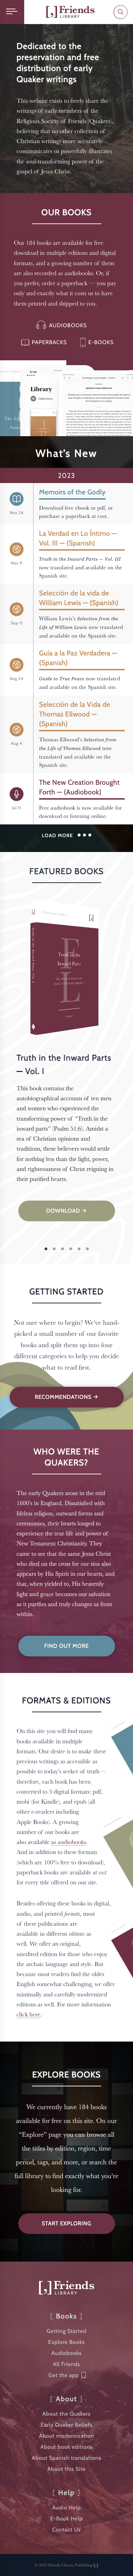 Friends
LIBRARY
Dedicated to the
preservation and free
distribution of early
Quaker writings
This website exists to freely share the
writings of early members of the
Religious Society of Friends (Quakers),
believing that no other collection of
Christian writings more accurately
communicates or powerfully illustrates
the soul-transforming power of the
gospel of Jesus Christ.
OUR BOOKS
Our 184 books are available for free
download in multiple editions and digital
formats, and a growing number of them
are also recorded as audiobooks. Or, if
you prefer, order a paperback — you pay
only and exactly what it costs to have
them printed and shipped to you.
AUDIOBOOKS
PAPERBACKS
E-BOOKS
Library
What's New
2023
Memoirs of the Godly
Nov 24
Download free ebook or pdf, or
purchase a paperback at cost.
La Verdad en Lo Íntimo —
Vol. III — (Spanish)
Nov 9
Truth in the Inward Parts — Vol. III
now translated and available on the
Spanish site.
Selección de la vida de
William Lewis — (Spanish)
Sep 11
William Lewis's Selection from the
Life of William Lewis now translated
and available on the Spanish site.
Guía a la Paz Verdadera —
(Spanish)
Aug 24
Guide to True Peace now translated
and available on the Spanish site.
Selección de la Vida de
Thomas Ellwood —
(Spanish)
Aug 4
Thomas Ellwood's Selection from
the Life of Thomas Ellwood now
translated and available on the
Spanish site.
The New Creation Brought
Forth — (Audiobook)
Jul 11
Free audiobook is now available for
download or listening online.
LOAD MORE
FEATURED BOOKS
Truth in the
Inward Parts
Truth in the Inward Parts
— Vol. I
This book contains the
autobiographical accounts of ten men
and women who experienced the
transforming power of "Truth in the
inward parts" (Psalm 51:6). Amidst a
sea of Christian opinions and
traditions, these believers would settle
for nothing less than the light, power,
and presence of Christ reigning in
their purified hearts.
DOWNLOAD →
GETTING STARTED
Not sure where to begin? We've hand-
picked a small number of our favorite
books and split them up into four
different categories to help you decide
what to read first.
RECOMMENDATIONS →
WHO WERE THE
QUAKERS?
The early Quakers arose in the mid
1600's in England. Dissatisfied with
lifeless religion, outward forms and
ceremonies, their hearts longed to
experience the true life and power of
New Testament Christianity. They
came to see that the same Jesus Christ
who died on the cross for our sins also
appears by His Spirit in our hearts, and
that, when yielded to, His heavenly
light and grace becomes our salvation
as it purifies and truly changes us from
within.
FIND OUT MORE
FORMATS & EDITIONS
On this site you will find many
books available in multiple
formats. Our desire is to make these
precious writings as accessible as
possible to today's seeker of truth—
therefore, each book has been
converted to 3 digital formats: pdf,
mobi (for Kindle), and epub (all
other e-readers including
Apple Books). A growing
number of our books are
also available as audiobooks.
And in addition to these formats
(which are 100% free to download),
paperback books are available at cost
for every title offered on our site.
Besides offering these books in digital,
audio, and printed formats, most
of these publications are
available in different editions as
well. We offer an original,
unedited edition for those who enjoy
the archaic language and style. But
because most readers find the older
English somewhat challenging, we offer
minimally and carefully modernized
editions as well. For more information
click here.
EXPLORE BOOKS
We currently have 184 books
available for free on this site. On our
"Explore" page you can browse all
the titles by edition, region, time
period, tags, and more, or search the
full library to find exactly what you're
looking for.
START EXPLORING
Friends
LIBRARY
[ Books ]
Getting Started
Explore Books
Audiobooks
All Friends
Get the app
[ About ]
About the Quakers
Early Quaker Beliefs
About modernization
About book editions
About Spanish translations
About this Site
[ Help ]
Audio Help
E-Book Help
Contact Us
© 2023 Friends Library Publishing